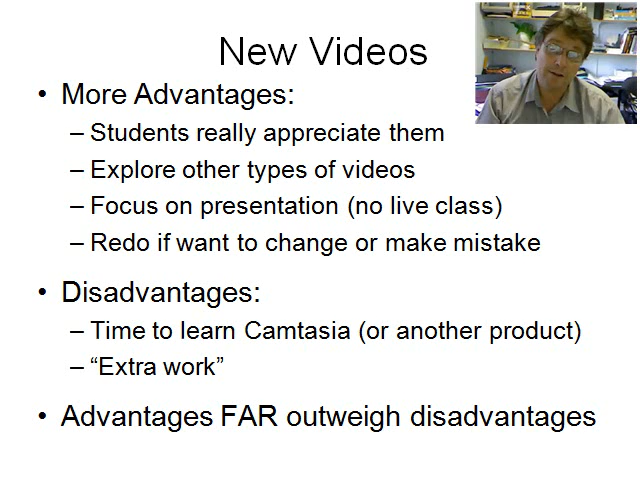 New Videos
• More Advantages:
– Students really appreciate them
– Explore other types of videos
– Focus on presentation (no live class)
– Redo if want to change or make mistake
• Disadvantages:
– Time to learn Camtasia (or another product)
– “Extra work”
• Advantages FAR outweigh disadvantages